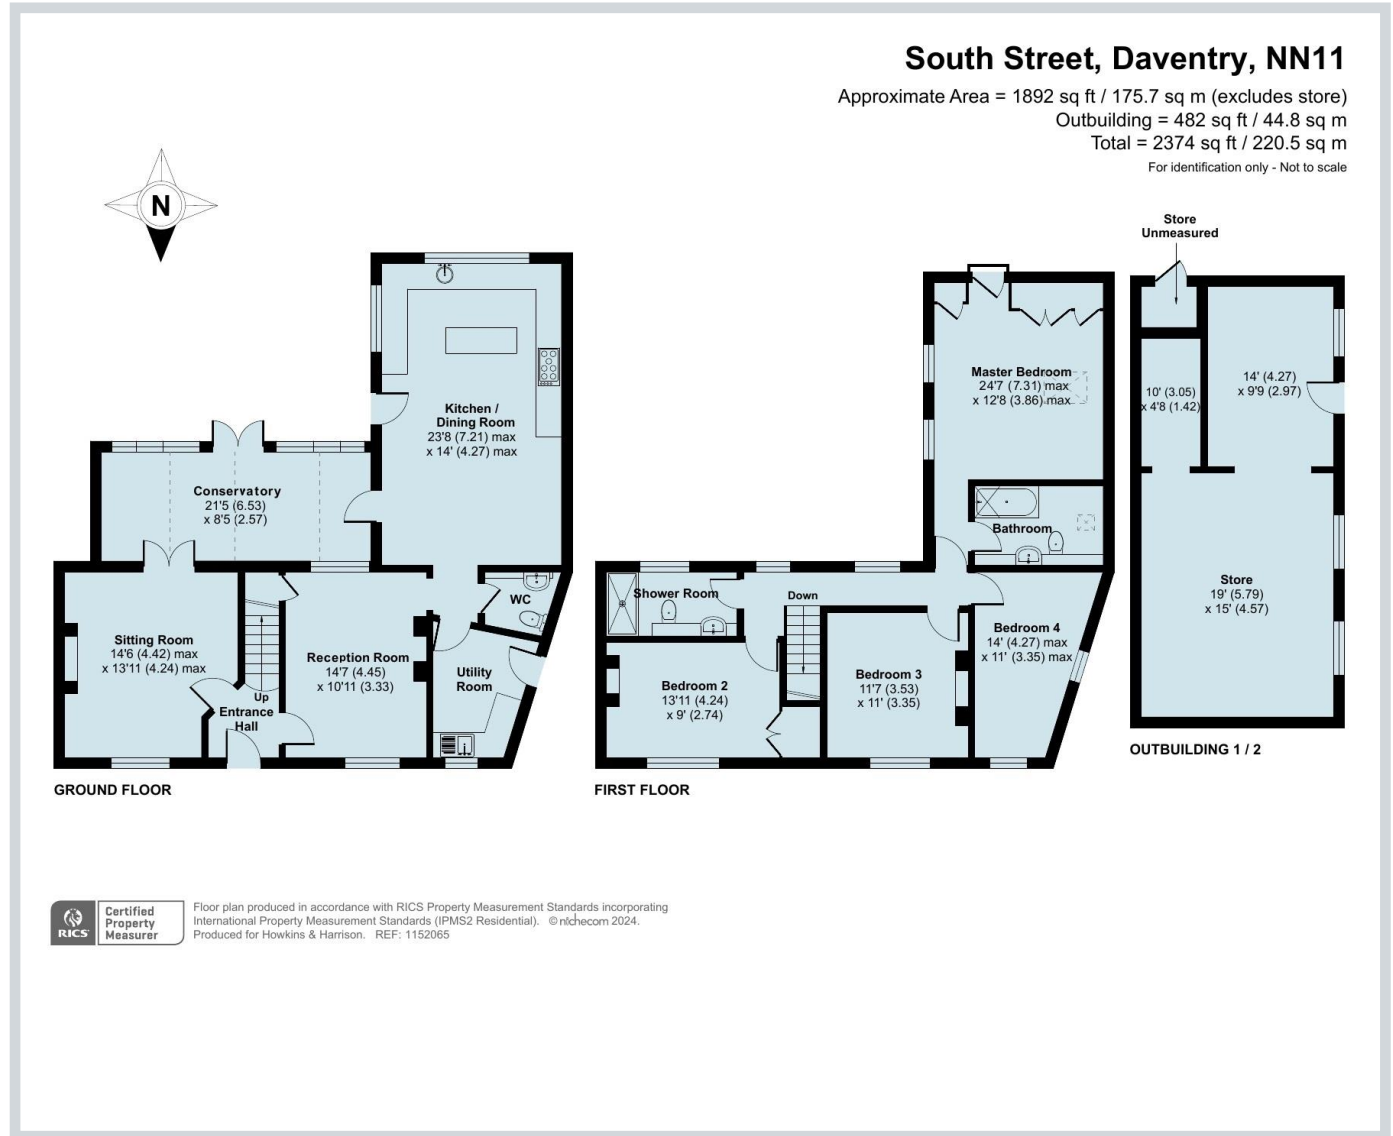 South Street, Daventry, NN11
Approximate Area = 1892 sq ft / 175.7 sq m (excludes store)
Outbuilding = 482 sq ft / 44.8 sq m
Total = 2374 sq ft / 220.5 sq m
For identification only - Not to scale
N
Kitchen /
Dining Room
23'8 (7.21) max
x 14' (4.27) max
Conservatory
21'5 (6.53)
x 8'5 (2.57)
Sitting Room
14'6 (4.42) max
x 13'11 (4.24) max
Up
Entrance
Hall
Reception Room
14'7 (4.45)
x 10'11 (3.33)
WC
Utility
Room
GROUND FLOOR
Master Bedroom
24'7 (7.31) max
x 12'8 (3.86) max
Bathroom
Shower Room
Down
Bedroom 2
13'11 (4.24)
x 9' (2.74)
Bedroom 3
11'7 (3.53)
x 11' (3.35)
Bedroom 4
14' (4.27) max
x 11' (3.35) max
FIRST FLOOR
Store
Unmeasured
10' (3.05)
x 4'8 (1.42)
14' (4.27)
x 9'9 (2.97)
Store
19' (5.79)
x 15' (4.57)
OUTBUILDING 1 / 2
RICS
Certified
Property
Measurer
Floor plan produced in accordance with RICS Property Measurement Standards incorporating
International Property Measurement Standards (IPMS2 Residential). © nichecom 2024.
Produced for Howkins & Harrison. REF: 1152065